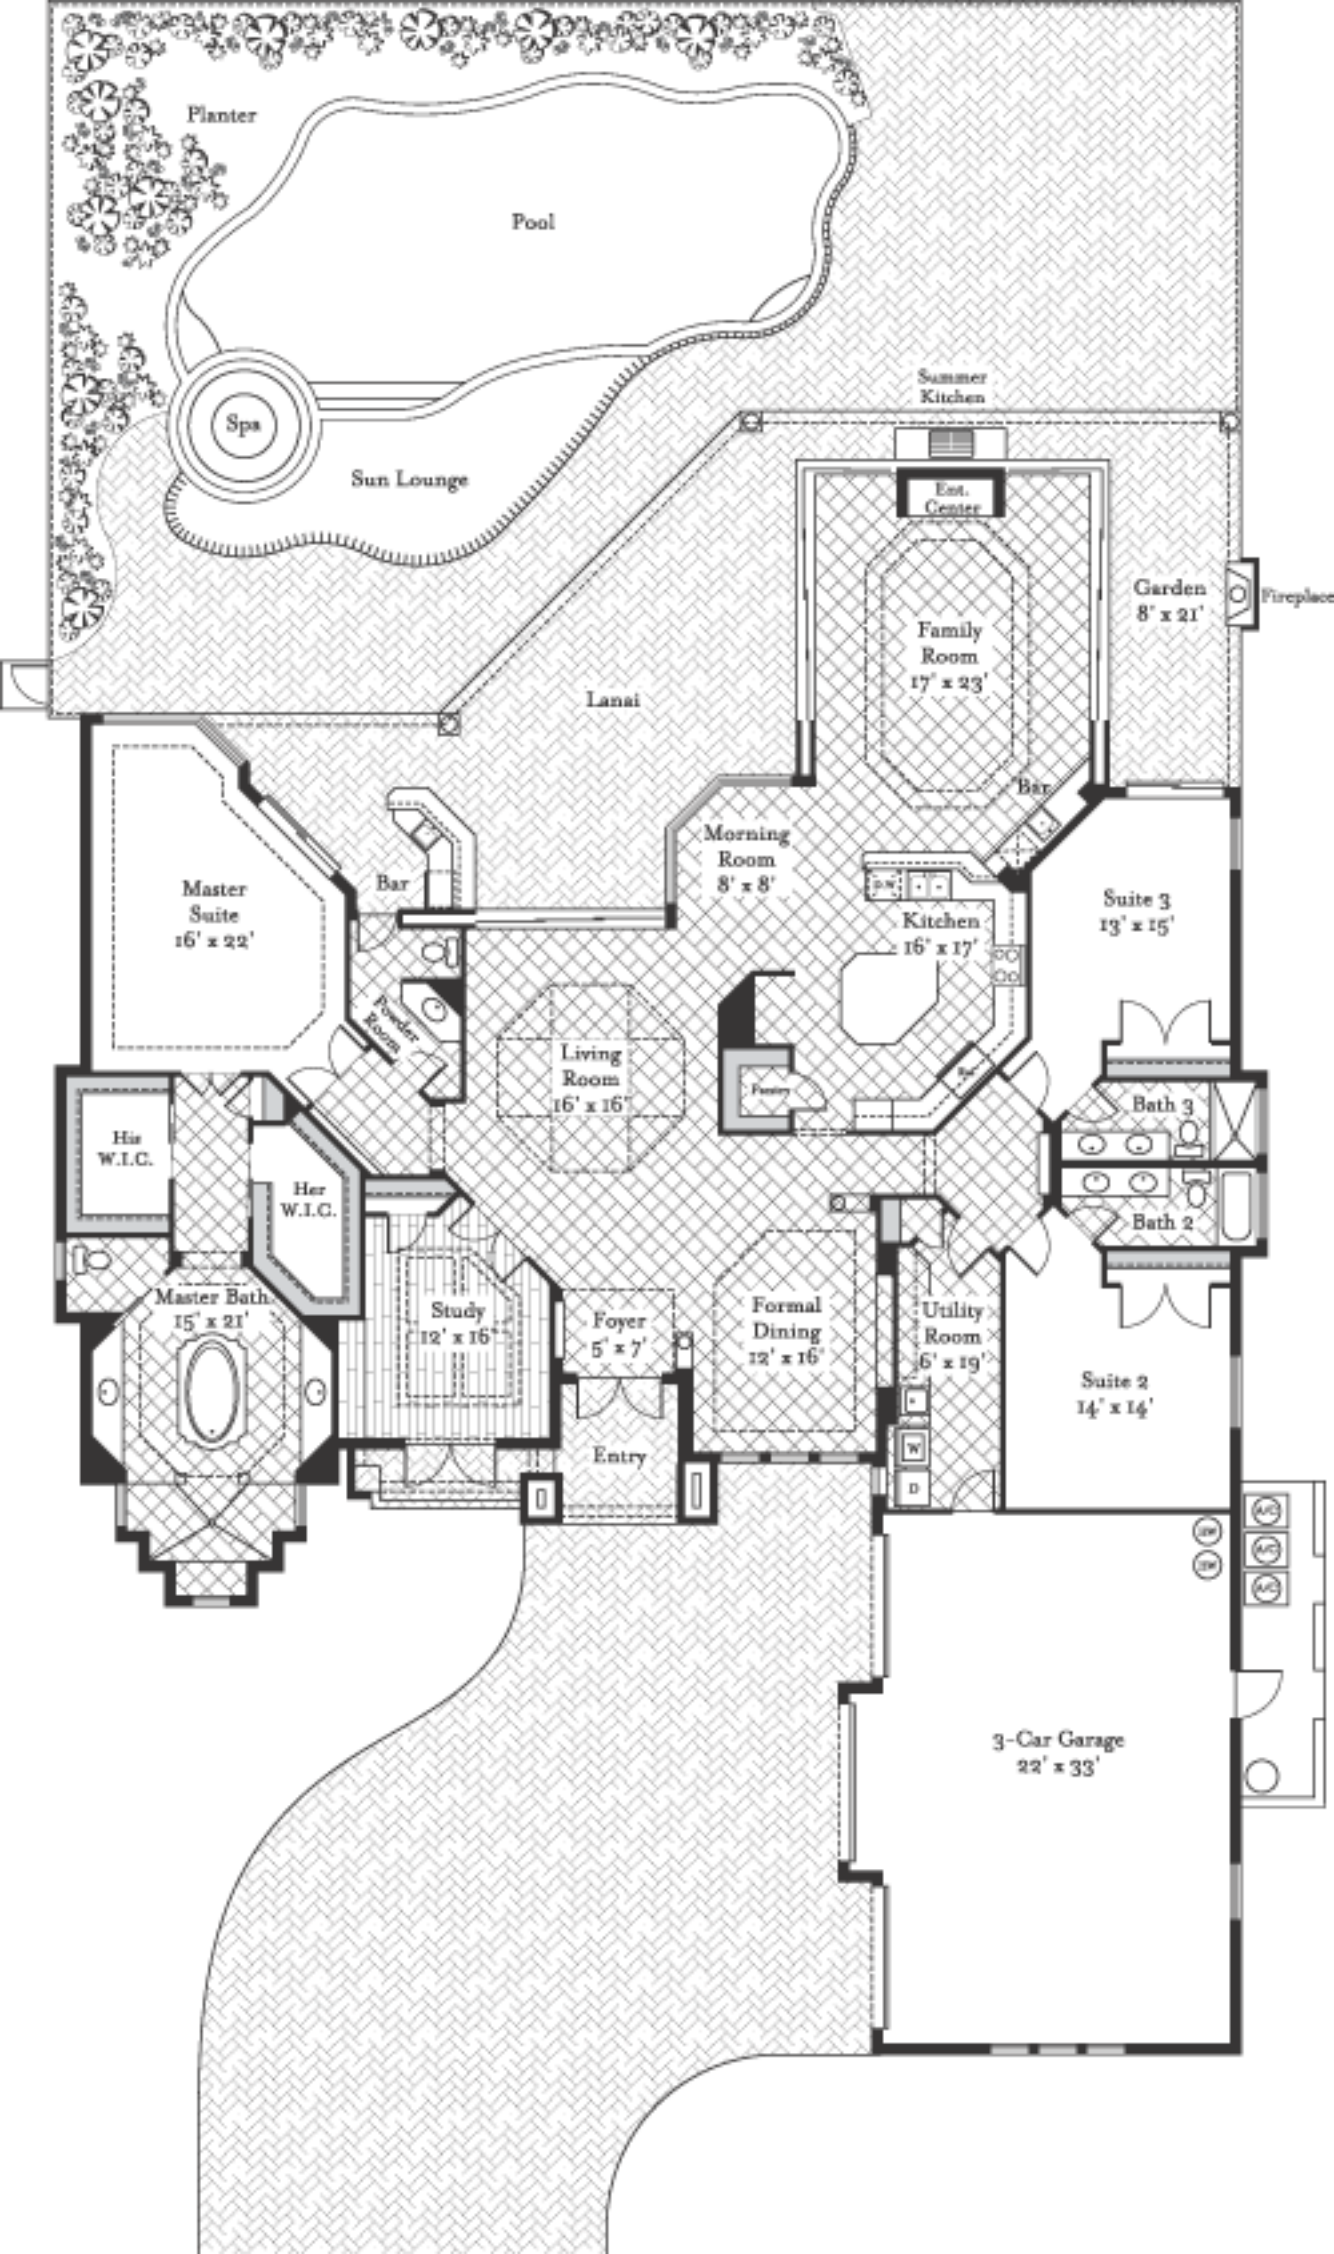 Planter
Pool
Summer
Kitchen
Spa
Sun Lounge
Ent.
Center
Garden
8' x 21'
Fireplace
Family
Room
17' x 23'
Lanai
Bar
Morning
Room
8' x 8'
Master
Suite
16' x 22'
Bar
D.W
Kitchen
16' x 17'
Suite 3
13' x 15'
Powder
Room
Living
Room
16' x 16'
Pantry
Bath 3
His
W.I.C.
Her
W.I.C.
Bath 2
Master Bath
15' x 21'
Study
12' x 16'
Foyer
5' x 7'
Formal
Dining
12' x 16'
Utility
Room
6' x 19'
Suite 2
14' x 14'
Entry
W
D
A/C
A/C
A/C
3-Car Garage
22' x 33'